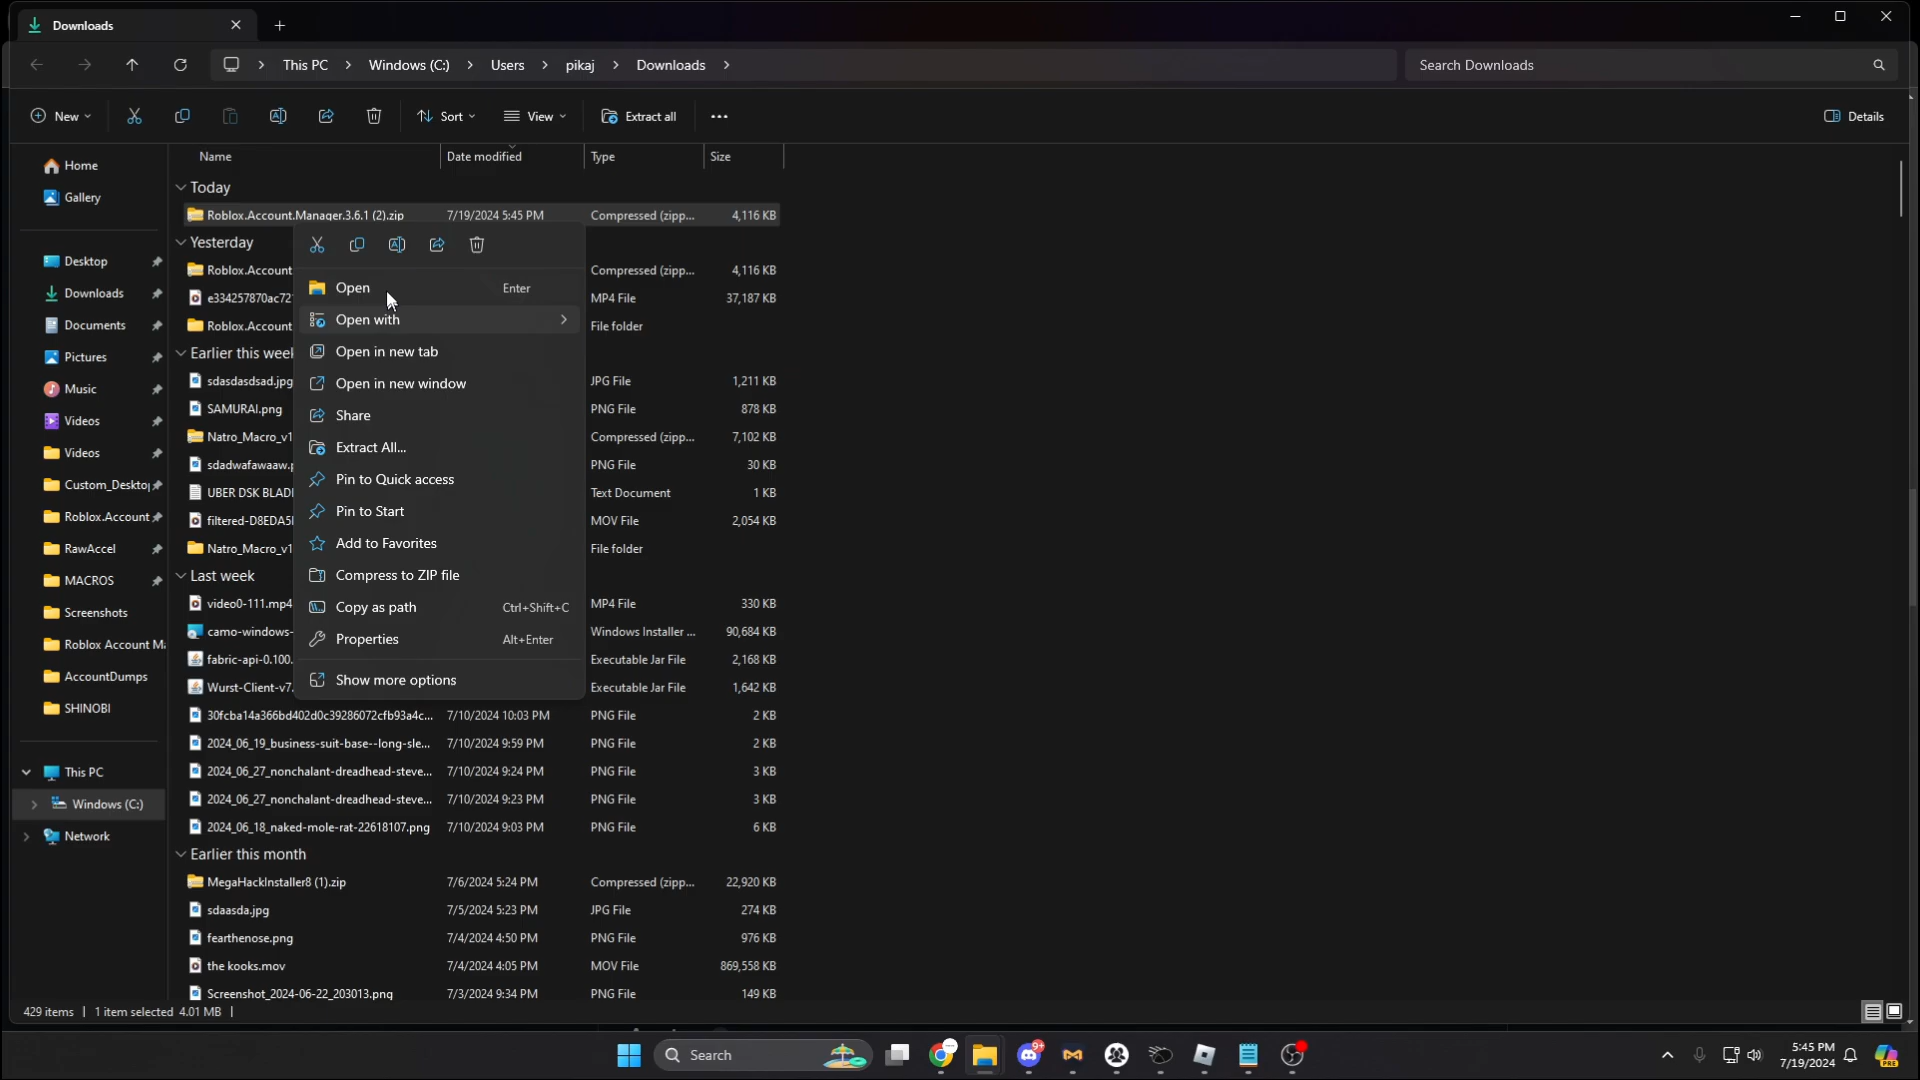 Downloads
This PC > Windows (C:) > Users > pikaj > Downloads >
Search Downloads
New
Sort
View
Extract all
Details
Name Date modified Type Size
Home
Gallery
Desktop
Downloads
Documents
Pictures
Music
Videos
Videos
Custom_Desktop
Roblox.Account
RawAccel
MACROS
Screenshots
Roblox Account Ma
AccountDumps
SHINOBI
This PC
Windows (C:)
Network
Today
Roblox.Account.Manager.3.6.1 (2).zip 7/19/2024 5:45 PM Compressed (zipp... 4,116 KB
Yesterday
Roblox.Account Compressed (zipp... 4,116 KB
e334257870ac72 MP4 File 37,187 KB
Roblox.Account File folder
Earlier this week
sdasdasdsad.jpg JPG File 1,211 KB
SAMURAI.png PNG File 878 KB
Natro_Macro_v1 Compressed (zipp... 7,102 KB
sdadwafawaaw.p PNG File 30 KB
UBER DSK BLADI Text Document 1 KB
filtered-D8EDA5 MOV File 2,054 KB
Natro_Macro_v1 File folder
Last week
video0-111.mp4 MP4 File 330 KB
camo-windows- Windows Installer ... 90,684 KB
fabric-api-0.100. Executable Jar File 2,168 KB
Wurst-Client-v7. Executable Jar File 1,642 KB
30fcba14a366bd402d0c39286072cfb93a4c... 7/10/2024 10:03 PM PNG File 2 KB
2024_06_19_business-suit-base--long-sle... 7/10/2024 9:59 PM PNG File 2 KB
2024_06_27_nonchalant-dreadhead-steve... 7/10/2024 9:24 PM PNG File 3 KB
2024_06_27_nonchalant-dreadhead-steve... 7/10/2024 9:23 PM PNG File 3 KB
2024_06_18_naked-mole-rat-22618107.png 7/10/2024 9:03 PM PNG File 6 KB
Earlier this month
MegaHackInstaller8 (1).zip 7/6/2024 5:24 PM Compressed (zipp... 22,920 KB
sdaasda.jpg 7/5/2024 5:23 PM JPG File 274 KB
fearthenose.png 7/4/2024 4:50 PM PNG File 976 KB
the kooks.mov 7/4/2024 4:05 PM MOV File 869,558 KB
Screenshot_2024-06-22_203013.png 7/3/2024 9:34 PM PNG File 149 KB
Open Enter
Open with
Open in new tab
Open in new window
Share
Extract All...
Pin to Quick access
Pin to Start
Add to Favorites
Compress to ZIP file
Copy as path Ctrl+Shift+C
Properties Alt+Enter
Show more options
429 items | 1 item selected 4.01 MB |
Search
9+
5:45 PM
7/19/2024
PRE